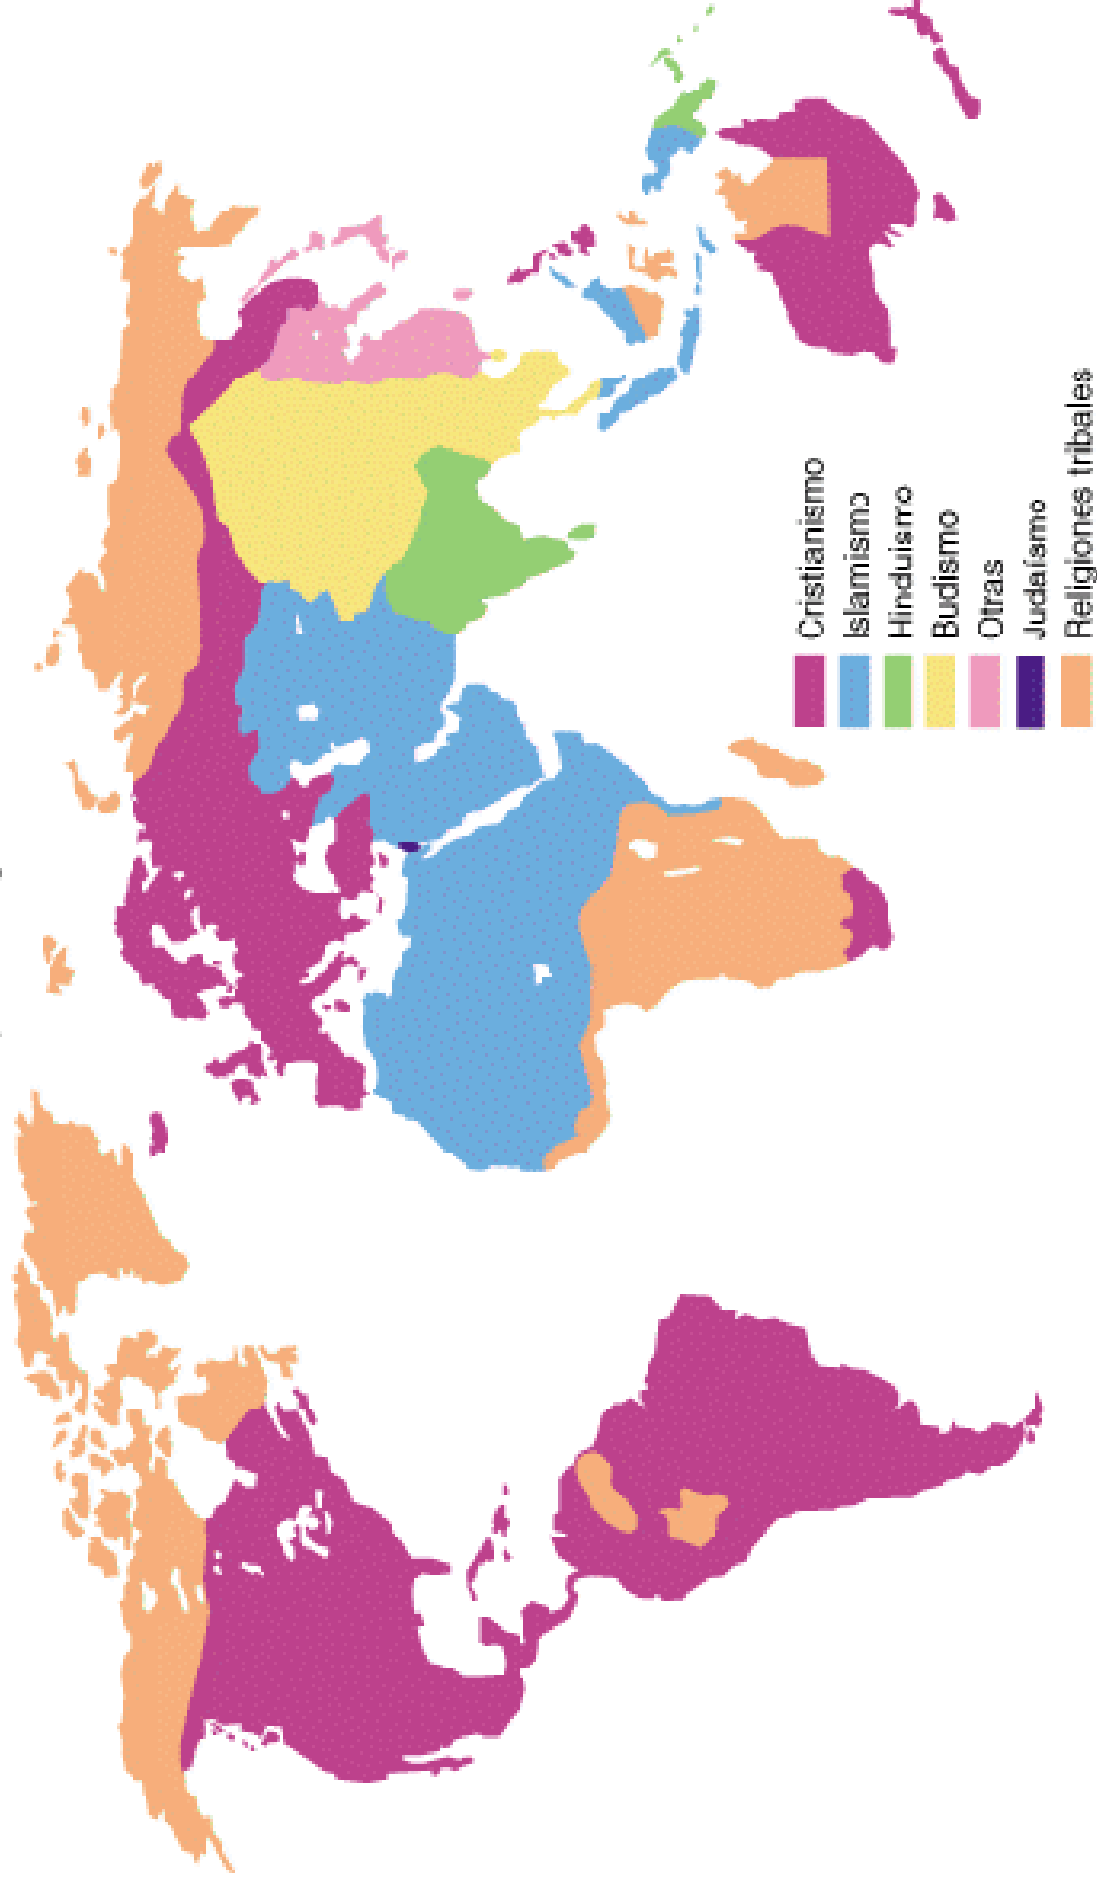 Cristianismo
Islamismo
Hinduismo
Budismo
Otras
Judaísmo
Religiones tribales